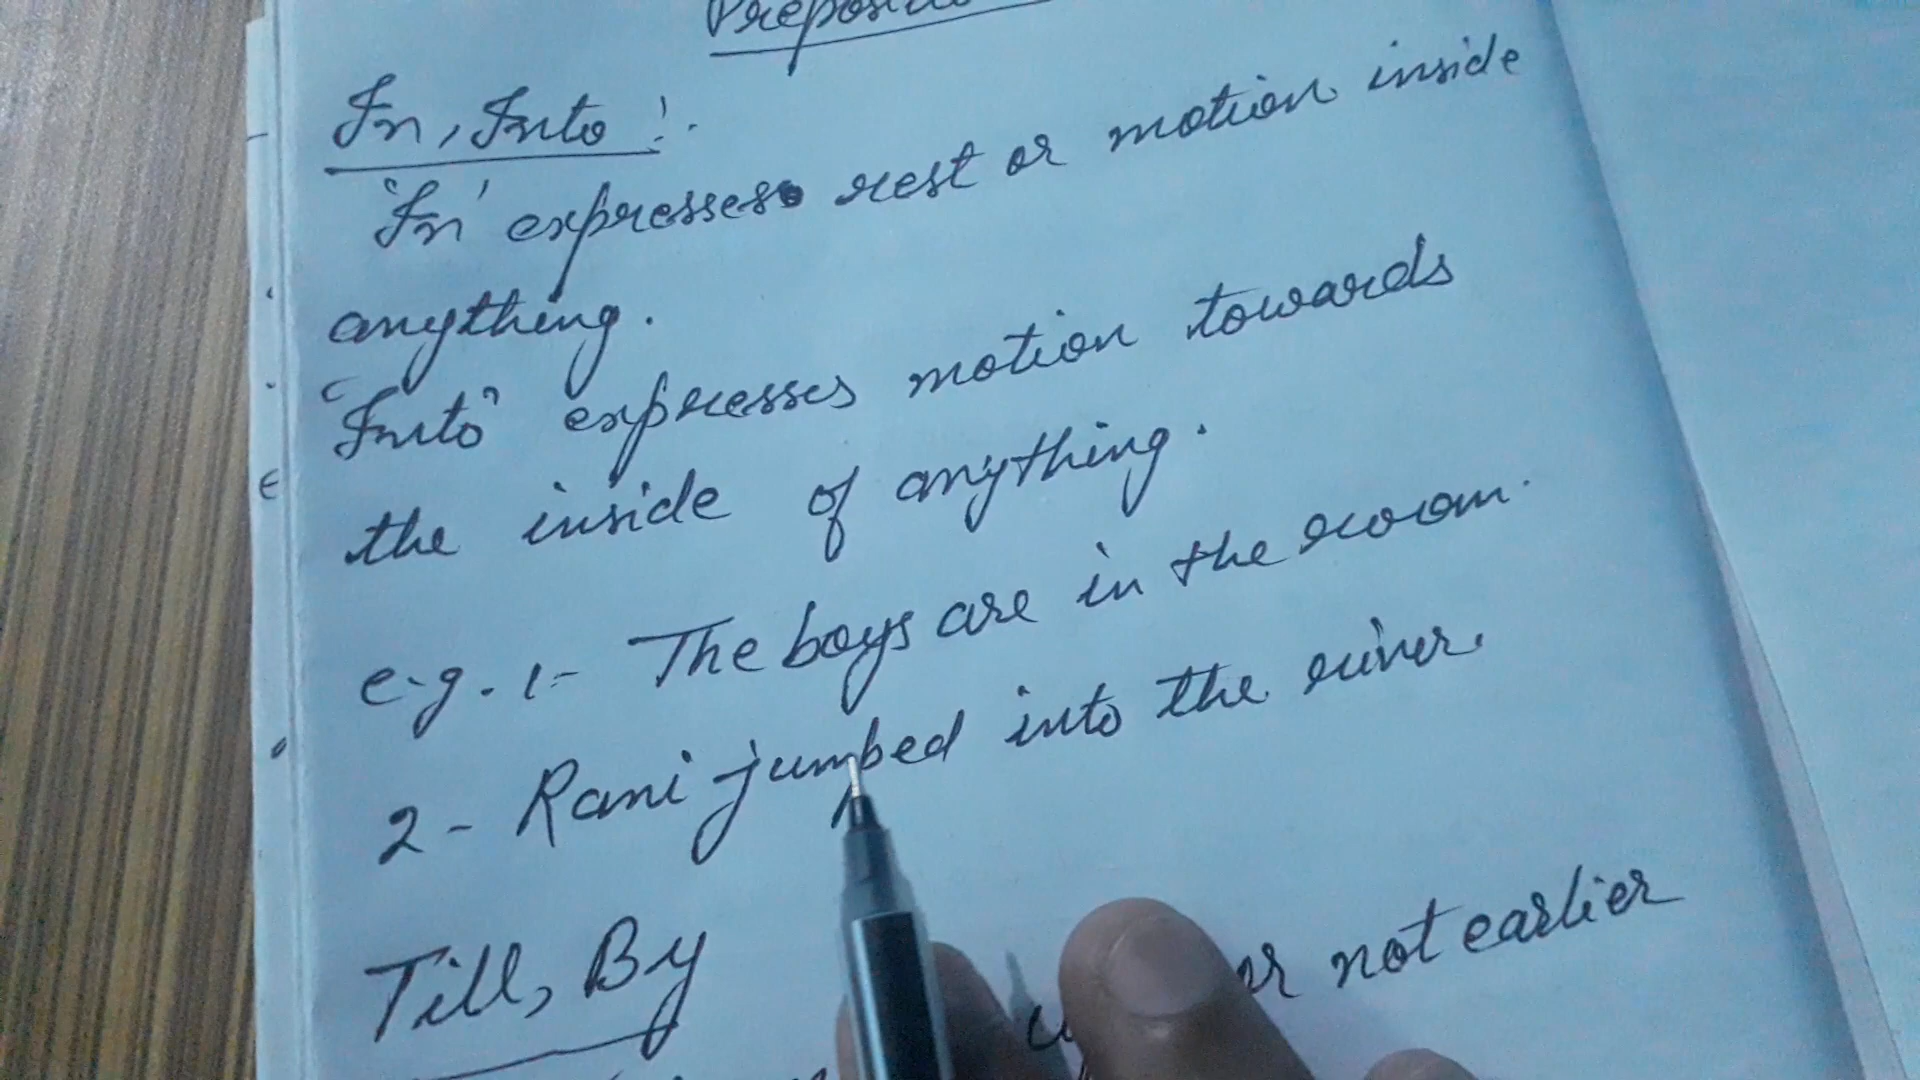 In, Into :-
'In' expresses rest or motion inside
anything.
'Into' expresses motion towards
the inside of anything.
e.g. 1- The boys are in the room.
2- Rani jumped into the river.
Till, By
not earlier